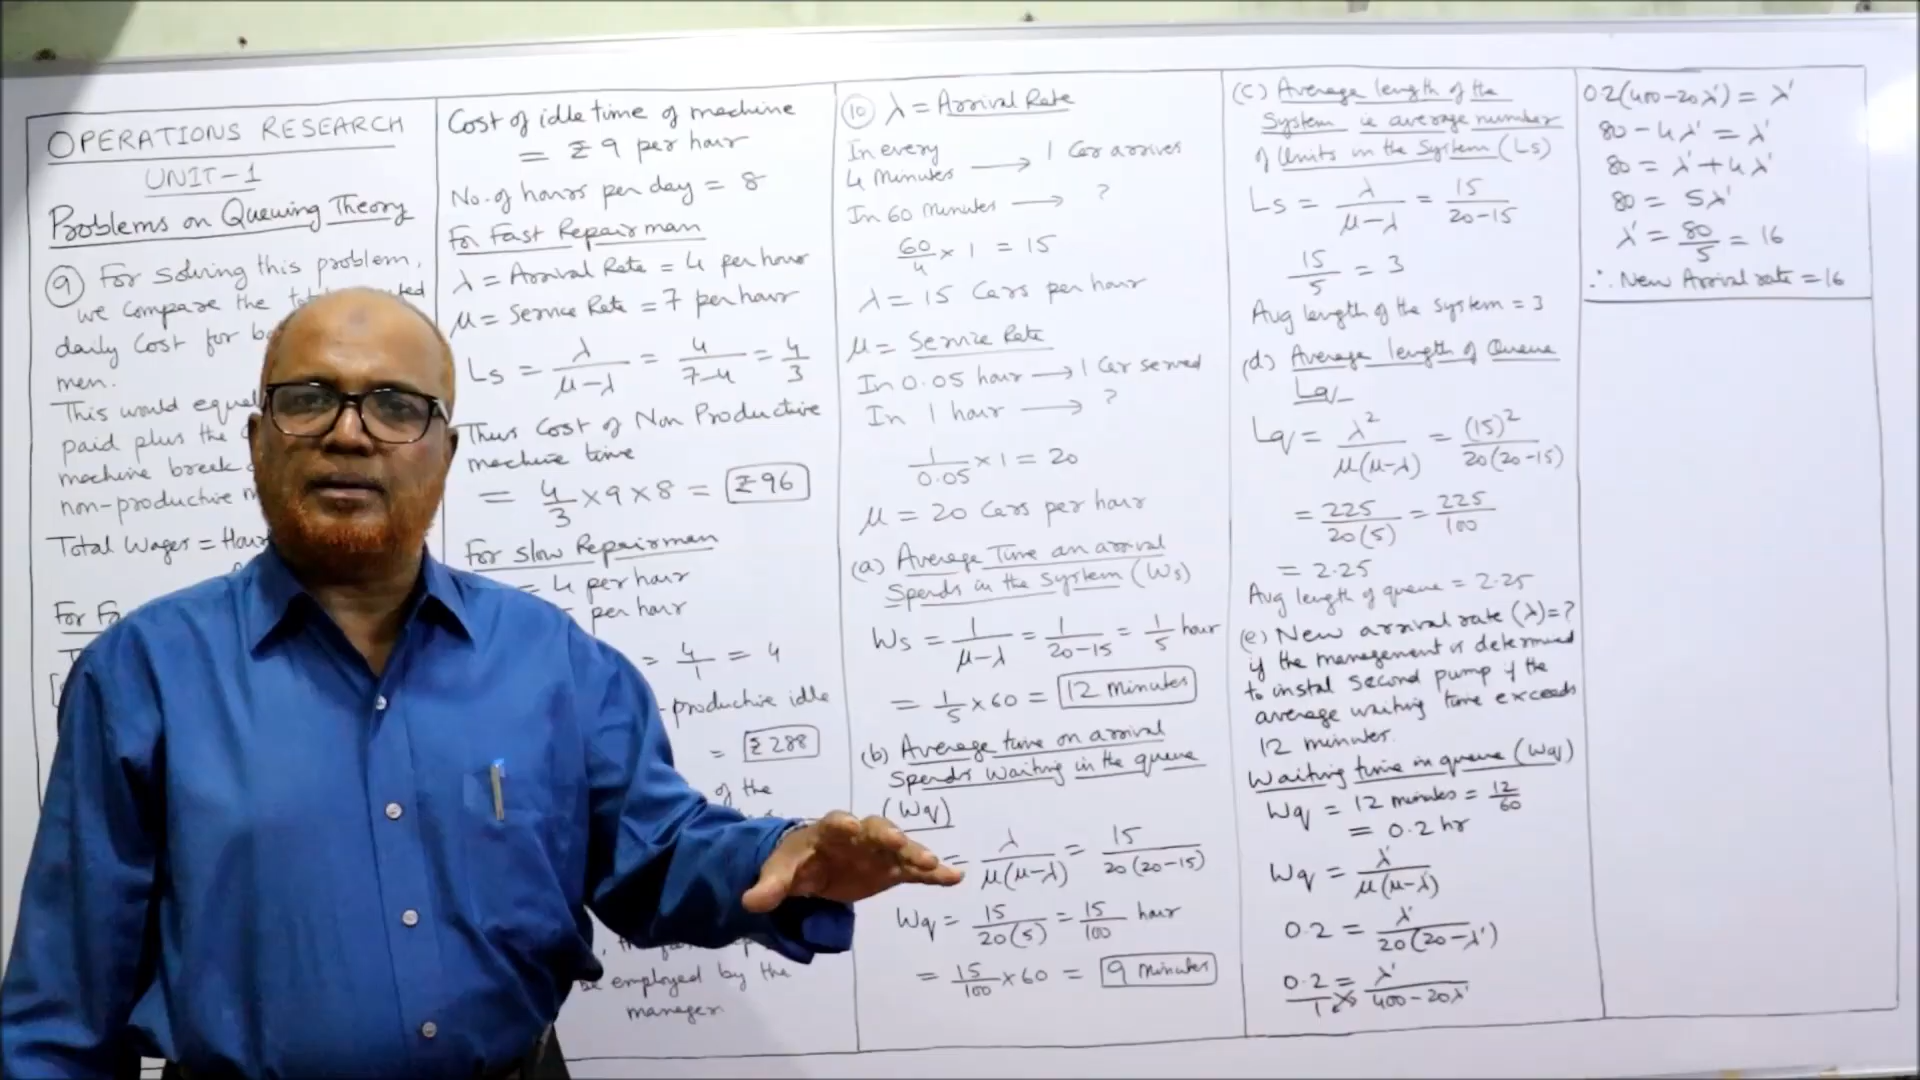 OPERATIONS RESEARCH
UNIT-1
Problems on Queuing Theory
(9) For solving this problem,
we compare the
daily cost for
men.
This would equal
paid plus the
machine break
non-productive
Total Wages =
For
Cost of idle time of machine
= ₹ 9 per hour
No. of hours per day = 8
For Fast Repairman
λ = Arrival Rate = 4 per hour
μ = Service Rate = 7 per hour
Ls = λ/(μ-λ) = 4/(7-4) = 4/3
Thus Cost of Non Productive
machine time
= 4/3 × 9 × 8 = ₹96
For Slow Repairman
= 4 per hour
per hour
= 4/1 = 4
-productive idle
= ₹288
of the
be employed by the
manager
(10) λ = Arrival Rate
In every
4 Minutes → 1 Car arrives
In 60 Minutes → ?
60/4 × 1 = 15
λ = 15 Cars per hour
μ = Service Rate
In 0.05 hour → 1 Car served
In 1 hour → ?
1/0.05 × 1 = 20
μ = 20 Cars per hour
(a) Average Time an arrival
Spends in the System (Ws)
Ws = 1/(μ-λ) = 1/(20-15) = 1/5 hour
= 1/5 × 60 = 12 minutes
(b) Average time an arrival
Spends waiting in the queue
(Wq)
= λ/μ(μ-λ) = 15/20(20-15)
Wq = 15/20(5) = 15/100 hour
= 15/100 × 60 = 9 Minutes
(c) Average length of the
System ie average number
of Units in the System (Ls)
Ls = λ/(μ-λ) = 15/(20-15)
15/5 = 3
Avg length of the system = 3
(d) Average length of Queue
Lq
Lq = λ²/μ(μ-λ) = (15)²/20(20-15)
= 225/20(5) = 225/100
= 2.25
Avg length of queue = 2.25
(e) New arrival rate (λ) = ?
if the management is determined
to instal second pump if the
average waiting time exceeds
12 minutes.
Waiting time in queue (Wq)
Wq = 12 minutes = 12/60
= 0.2 hr
Wq = λ'/μ(μ-λ)
0.2 = λ'/20(20-λ')
0.2/1 = λ'/400-20λ'
0.2(400-20λ') = λ'
80 - 4λ' = λ'
80 = λ' + 4λ'
80 = 5λ'
λ' = 80/5 = 16
∴ New Arrival rate = 16